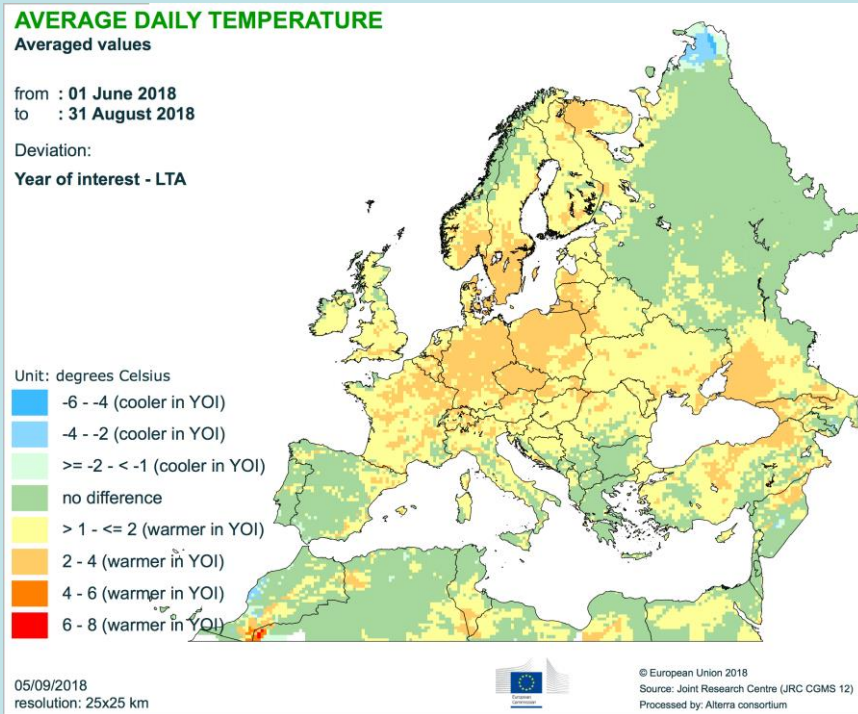 AVERAGE DAILY TEMPERATURE
Averaged values
from : 01 June 2018
to : 31 August 2018
Deviation:
Year of interest - LTA
Unit: degrees Celsius
-6 - -4 (cooler in YOI)
-4 - -2 (cooler in YOI)
>= -2 - < -1 (cooler in YOI)
no difference
> 1 - <= 2 (warmer in YOI)
2 - 4 (warmer in YOI)
4 - 6 (warmer in YOI)
6 - 8 (warmer in YOI)
05/09/2018
resolution: 25x25 km
European
Commission
© European Union 2018
Source: Joint Research Centre (JRC CGMS 12)
Processed by: Alterra consortium